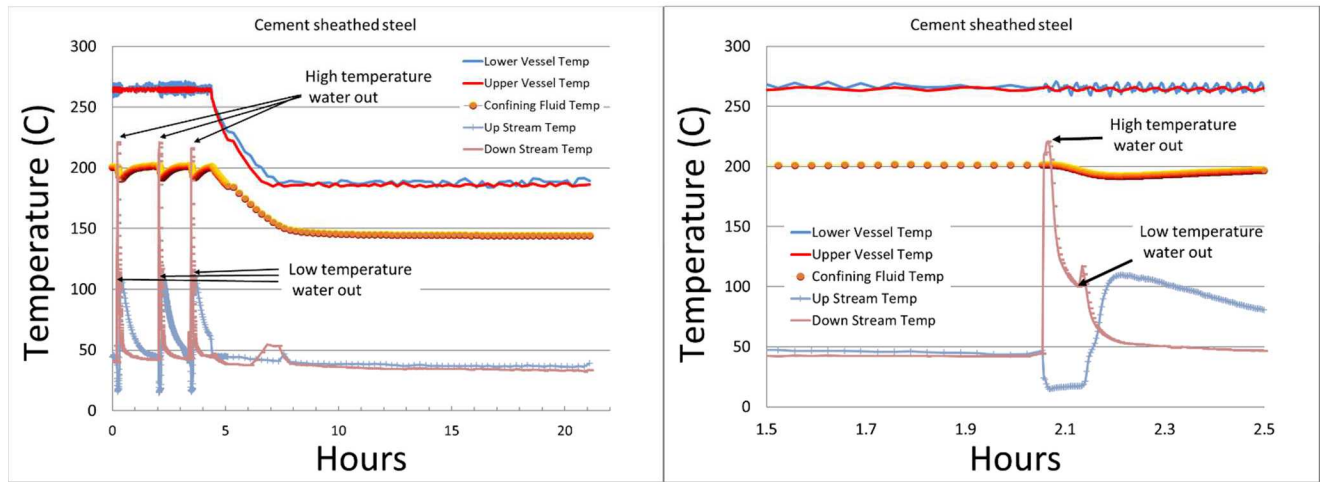 Cement sheathed steel
300
250
200
150
100
50
0
Temperature (C)
High temperature
water out
Lower Vessel Temp
Upper Vessel Temp
Confining Fluid Temp
Up Stream Temp
Down Stream Temp
Low temperature
water out
0 5 10 15 20
Hours
Cement sheathed steel
300
250
200
150
100
50
0
Temperature (C)
High temperature
water out
Low temperature
water out
Lower Vessel Temp
Upper Vessel Temp
Confining Fluid Temp
Up Stream Temp
Down Stream Temp
1.5 1.7 1.9 2.1 2.3 2.5
Hours